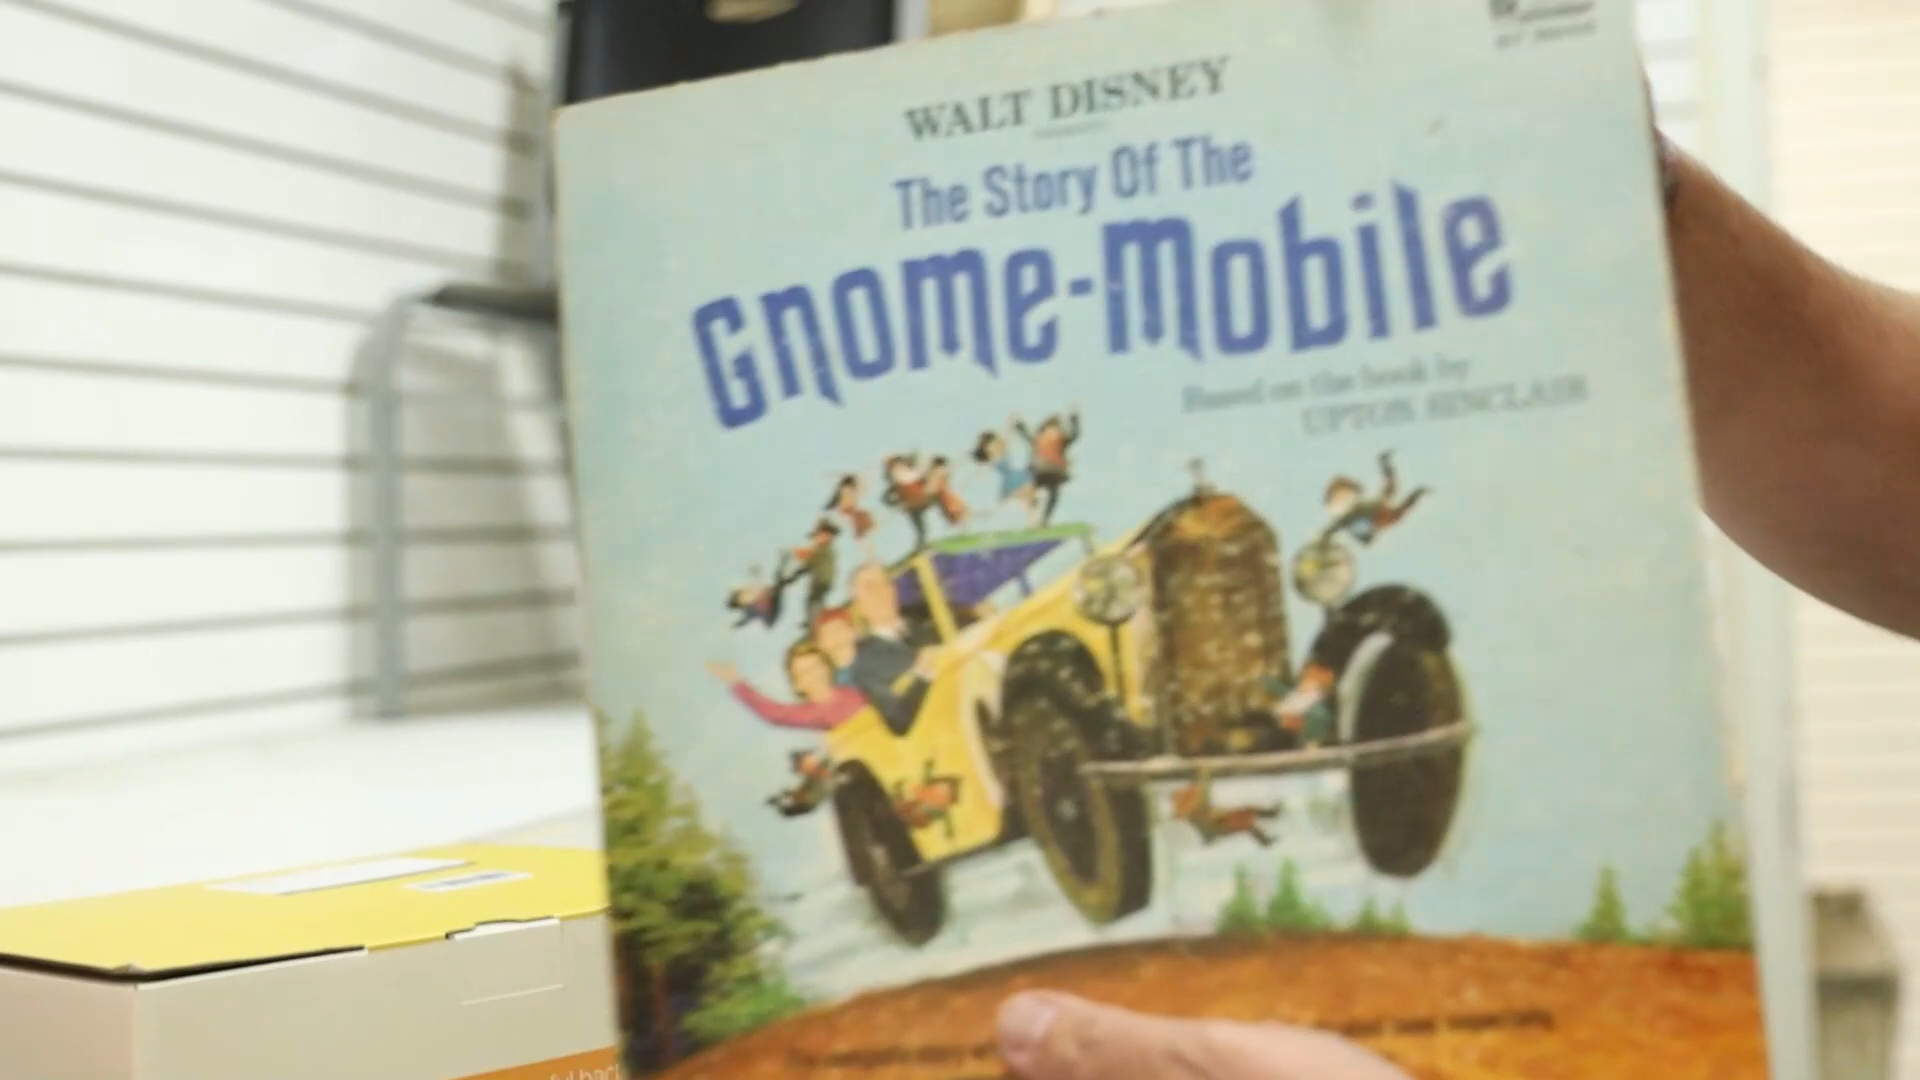 WALT DISNEY
The Story Of The
Gnome-Mobile
Based on the book by
UPTON SINCLAIR